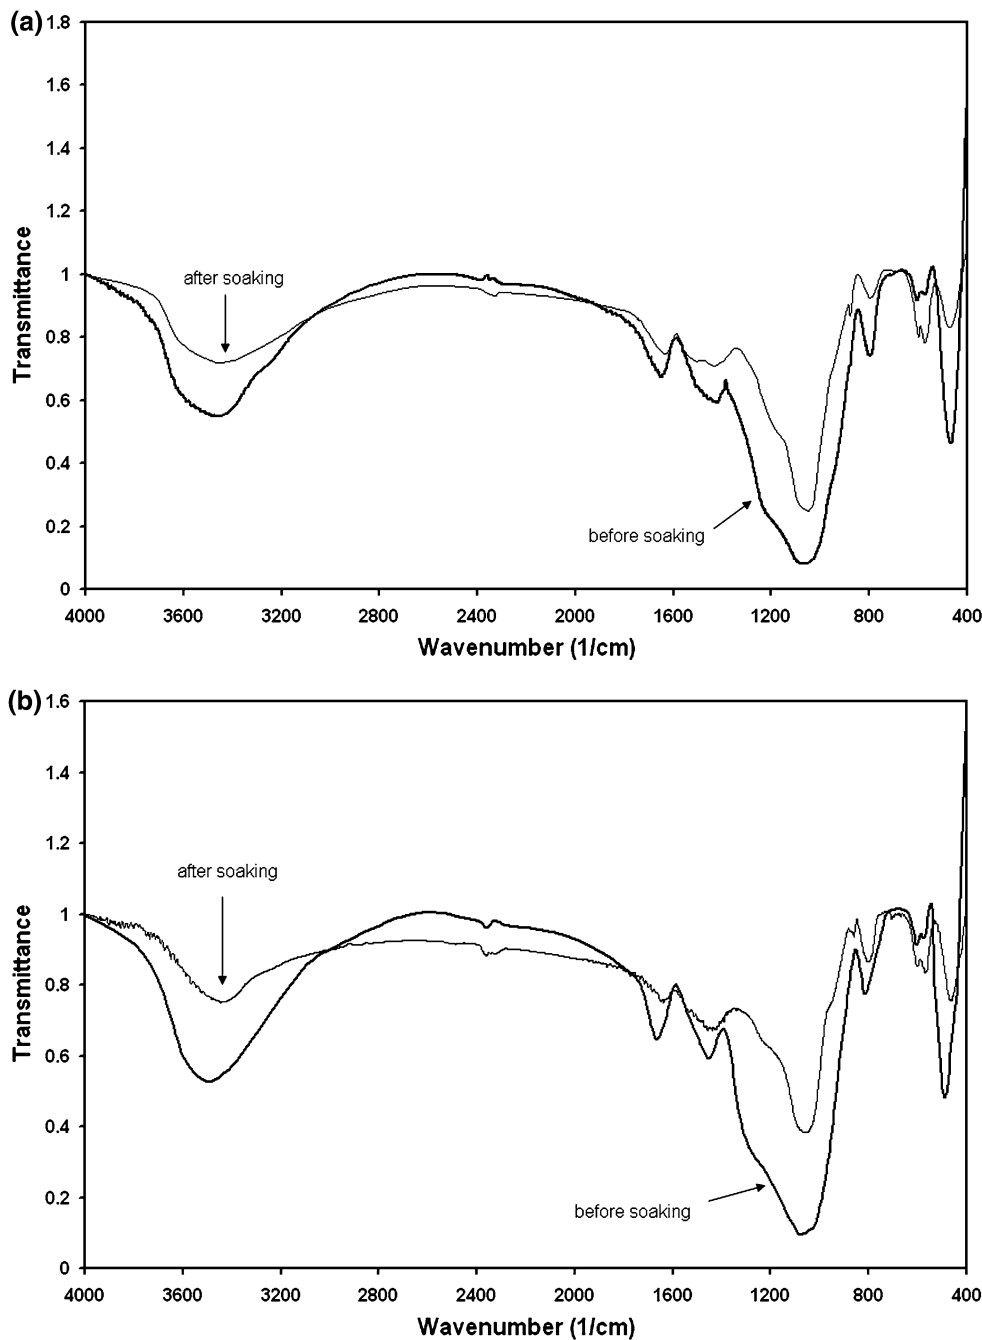 (a)
1.8
1.6
1.4
1.2
1
0.8
0.6
0.4
0.2
0
Transmittance
after soaking
before soaking
4000 3600 3200 2800 2400 2000 1600 1200 800 400
Wavenumber (1/cm)
(b)
1.6
1.4
1.2
1
0.8
0.6
0.4
0.2
0
Transmittance
after soaking
before soaking
4000 3600 3200 2800 2400 2000 1600 1200 800 400
Wavenumber (1/cm)